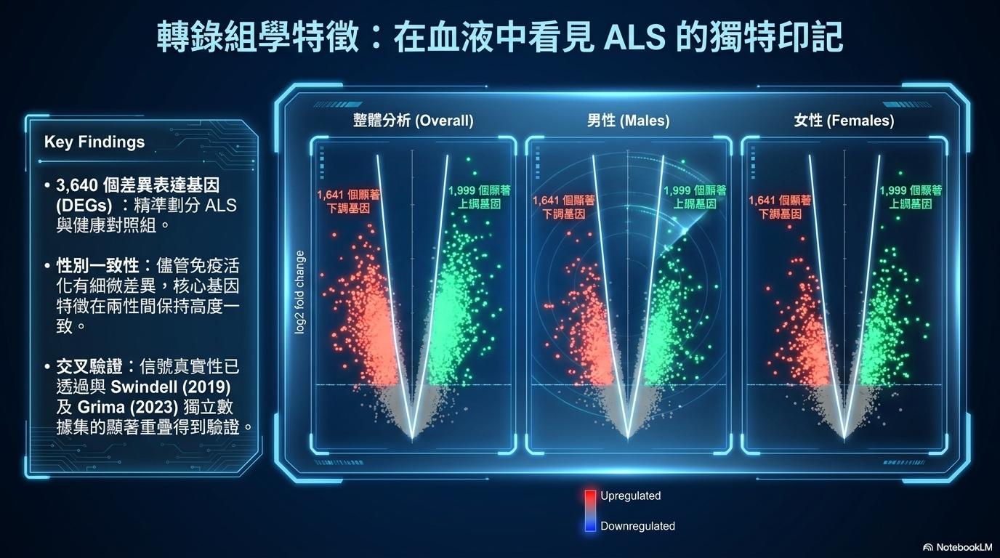 轉錄組學特徵：在血液中看見 ALS 的獨特印記
Key Findings
• 3,640 個差異表達基因
(DEGs) ：精準劃分 ALS
與健康對照組。
• 性別一致性：儘管免疫活
化有細微差異，核心基因
特徵在兩性間保持高度一
致。
• 交叉驗證：信號真實性已
透過與 Swindell (2019)
及 Grima (2023) 獨立數
據集的顯著重疊得到驗證。
log2 fold change
整體分析 (Overall)
1,641 個顯著
下調基因
1,999 個顯著
上調基因
男性 (Males)
1,641 個顯著
下調基因
1,999 個顯著
上調基因
女性 (Females)
1,641 個顯著
下調基因
1,999 個顯著
上調基因
Upregulated
Downregulated
NotebookLM